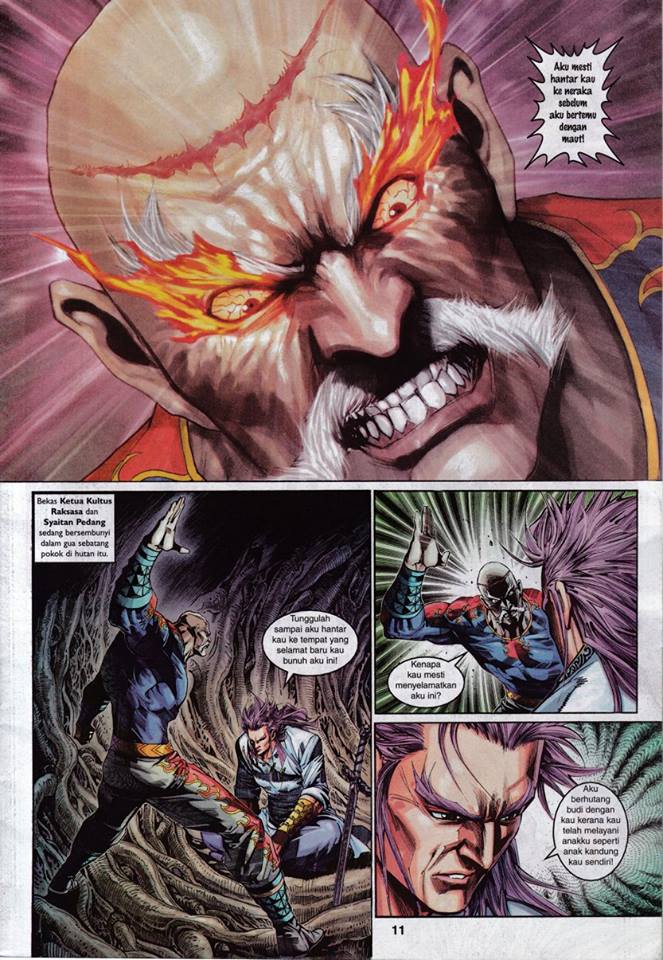 Aku mesti
hantar kau
ke neraka
sebelum
aku bertemu
dengan
maut!
Bekas Ketua Kultus
Raksasa dan
Syaitan Pedang
sedang bersembunyi
dalam gua sebatang
pokok di hutan itu.
Tunggulah
sampai aku hantar
kau ke tempat yang
selamat baru kau
bunuh aku ini!
Kenapa
kau mesti
menyelamatkan
aku ini?
Aku
berhutang
budi dengan
kau kerana kau
telah melayani
anakku seperti
anak kandung
kau sendiri!
11